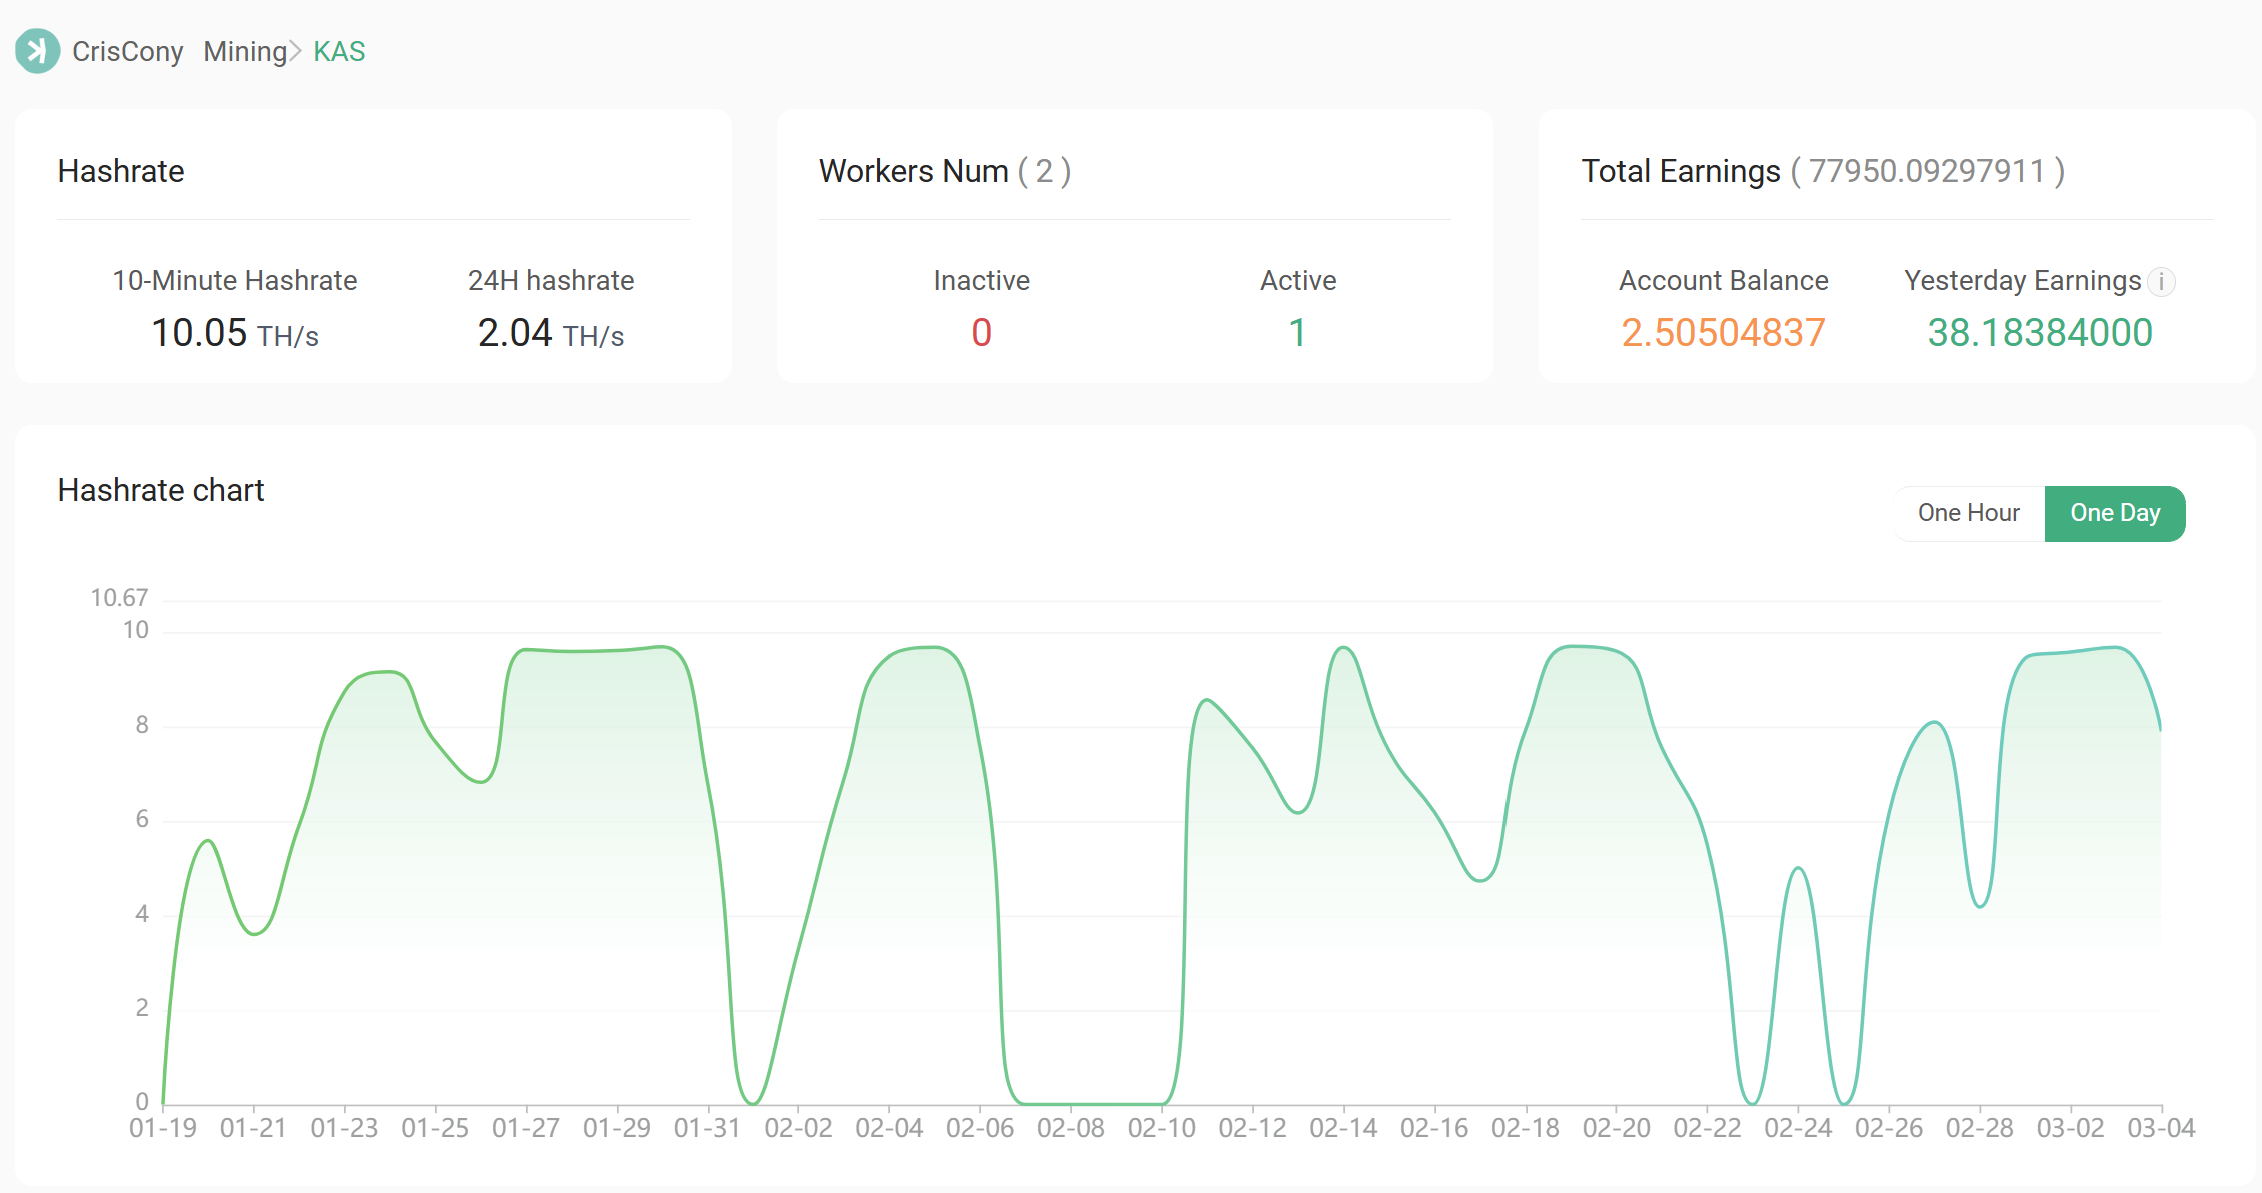 CrisCony Mining > KAS
Hashrate
10-Minute Hashrate
10.05 TH/s
24H hashrate
2.04 TH/s
Workers Num ( 2 )
Inactive
0
Active
1
Total Earnings ( 77950.09297911 )
Account Balance
2.50504837
Yesterday Earnings i
38.18384000
Hashrate chart
One Hour One Day
10.67
10
8
6
4
2
0
01-19 01-21 01-23 01-25 01-27 01-29 01-31 02-02 02-04 02-06 02-08 02-10 02-12 02-14 02-16 02-18 02-20 02-22 02-24 02-26 02-28 03-02 03-04